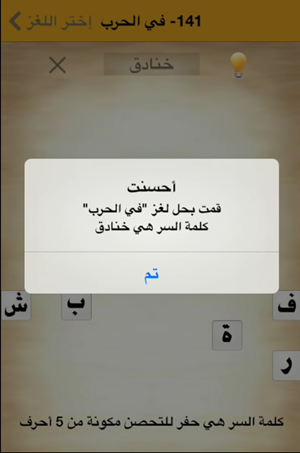 141- في الحرب
إختر اللغز
خنادق
أحسنت
قمت بحل لغز "في الحرب"
كلمة السر هي خنادق
تم
ش
ب
ف
ة
ر
كلمة السر هي حفر للتحصن مكونة من 5 أحرف